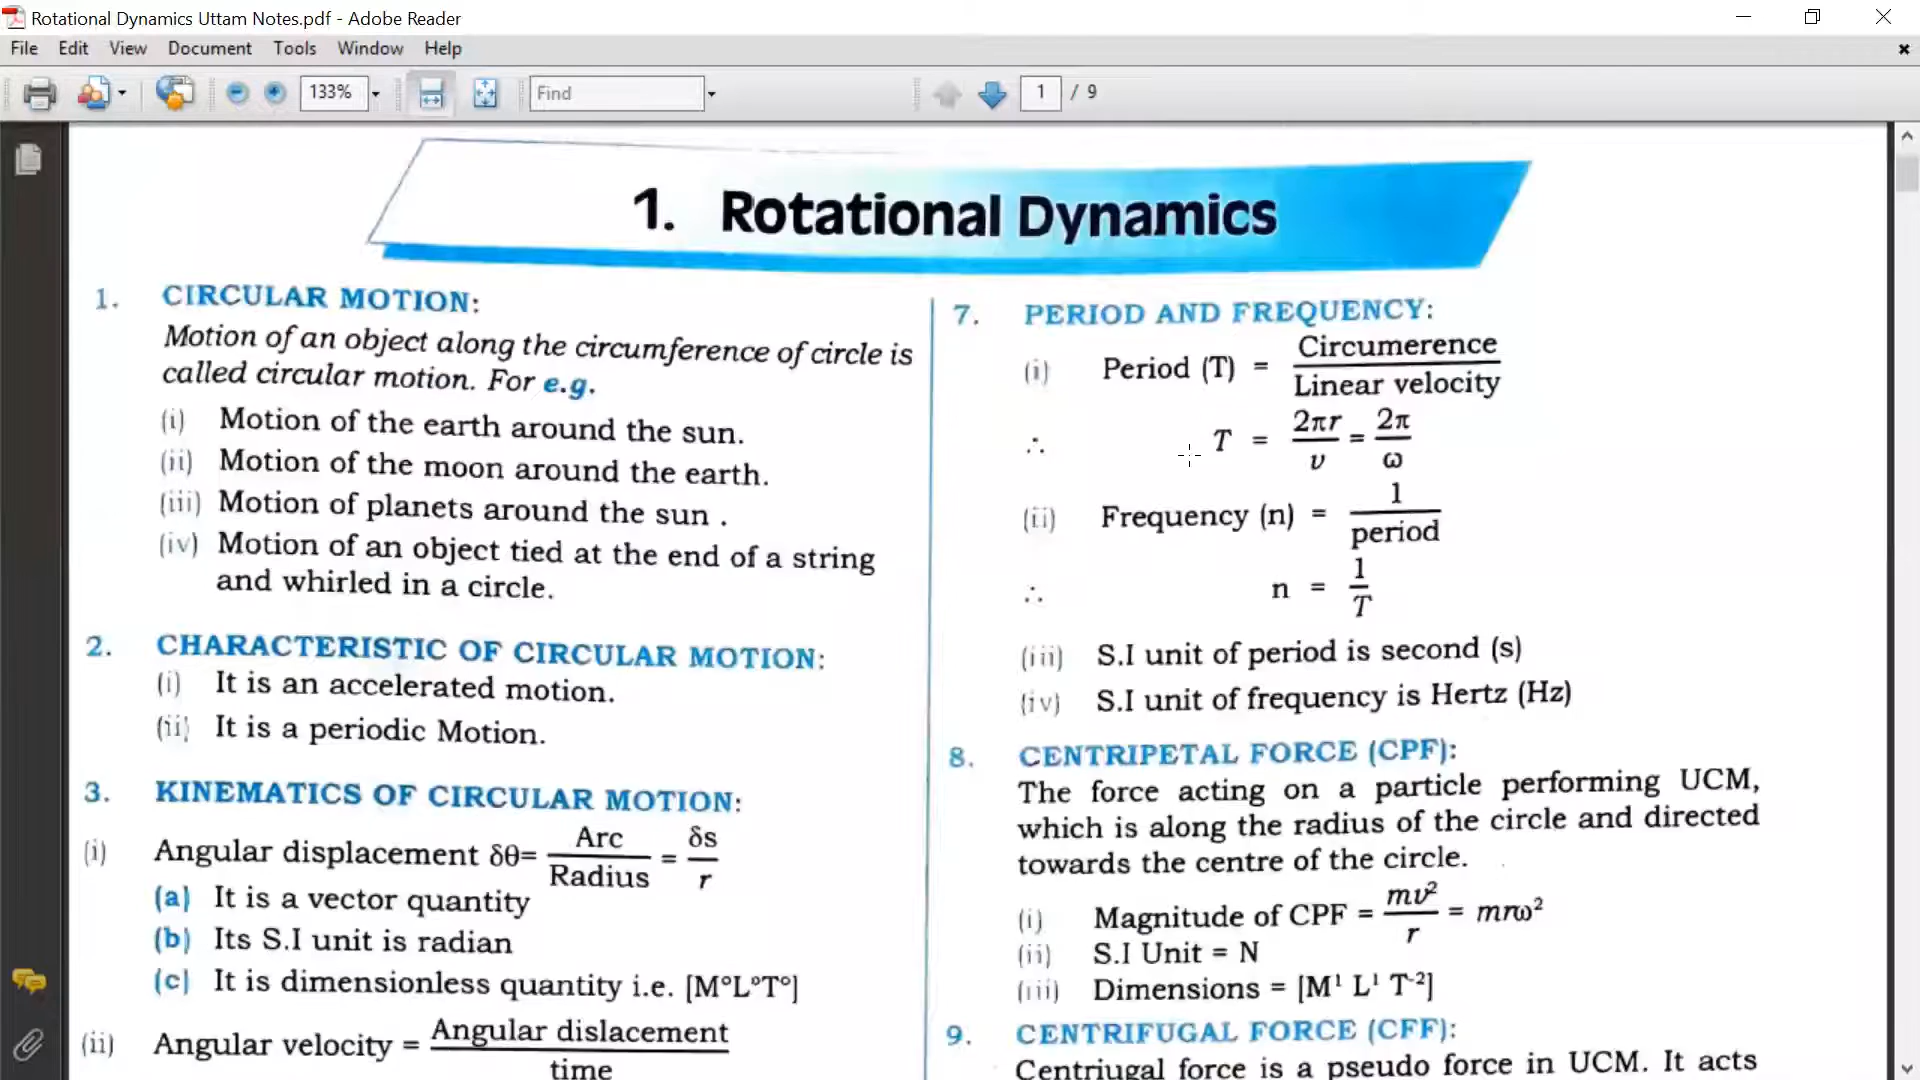 Rotational Dynamics Uttam Notes.pdf - Adobe Reader
File Edit View Document Tools Window Help
133% Find 1 / 9
1. Rotational Dynamics
1. CIRCULAR MOTION:
Motion of an object along the circumference of circle is
called circular motion. For e.g.
(i) Motion of the earth around the sun.
(ii) Motion of the moon around the earth.
(iii) Motion of planets around the sun .
(iv) Motion of an object tied at the end of a string
and whirled in a circle.
2. CHARACTERISTIC OF CIRCULAR MOTION:
(i) It is an accelerated motion.
(ii) It is a periodic Motion.
3. KINEMATICS OF CIRCULAR MOTION:
(i) Angular displacement δθ= Arc / Radius = δs / r
(a) It is a vector quantity
(b) Its S.I unit is radian
(c) It is dimensionless quantity i.e. [M°L°T°]
(ii) Angular velocity = Angular dislacement / time
7. PERIOD AND FREQUENCY:
(i) Period (T) = Circumerence / Linear velocity
∴ T = 2πr / υ = 2π / ω
(ii) Frequency (n) = 1 / period
∴ n = 1 / T
(iii) S.I unit of period is second (s)
(iv) S.I unit of frequency is Hertz (Hz)
8. CENTRIPETAL FORCE (CPF):
The force acting on a particle performing UCM,
which is along the radius of the circle and directed
towards the centre of the circle.
(i) Magnitude of CPF = mυ² / r = mrω²
(ii) S.I Unit = N
(iii) Dimensions = [M¹ L¹ T⁻²]
9. CENTRIFUGAL FORCE (CFF):
Centriugal force is a pseudo force in UCM. It acts